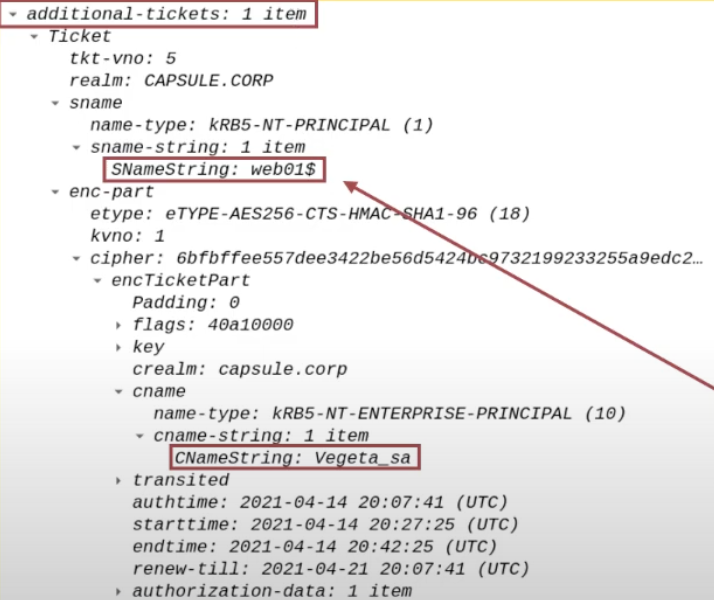 additional-tickets: 1 item
Ticket
tkt-vno: 5
realm: CAPSULE.CORP
sname
name-type: kRB5-NT-PRINCIPAL (1)
sname-string: 1 item
SNameString: web01$
enc-part
etype: eTYPE-AES256-CTS-HMAC-SHA1-96 (18)
kvno: 1
cipher: 6bfbffee557dee3422be56d5424bc9732199233255a9edc2…
encTicketPart
Padding: 0
flags: 40a10000
key
crealm: capsule.corp
cname
name-type: kRB5-NT-ENTERPRISE-PRINCIPAL (10)
cname-string: 1 item
CNameString: Vegeta_sa
transited
authtime: 2021-04-14 20:07:41 (UTC)
starttime: 2021-04-14 20:27:25 (UTC)
endtime: 2021-04-14 20:42:25 (UTC)
renew-till: 2021-04-21 20:07:41 (UTC)
authorization-data: 1 item